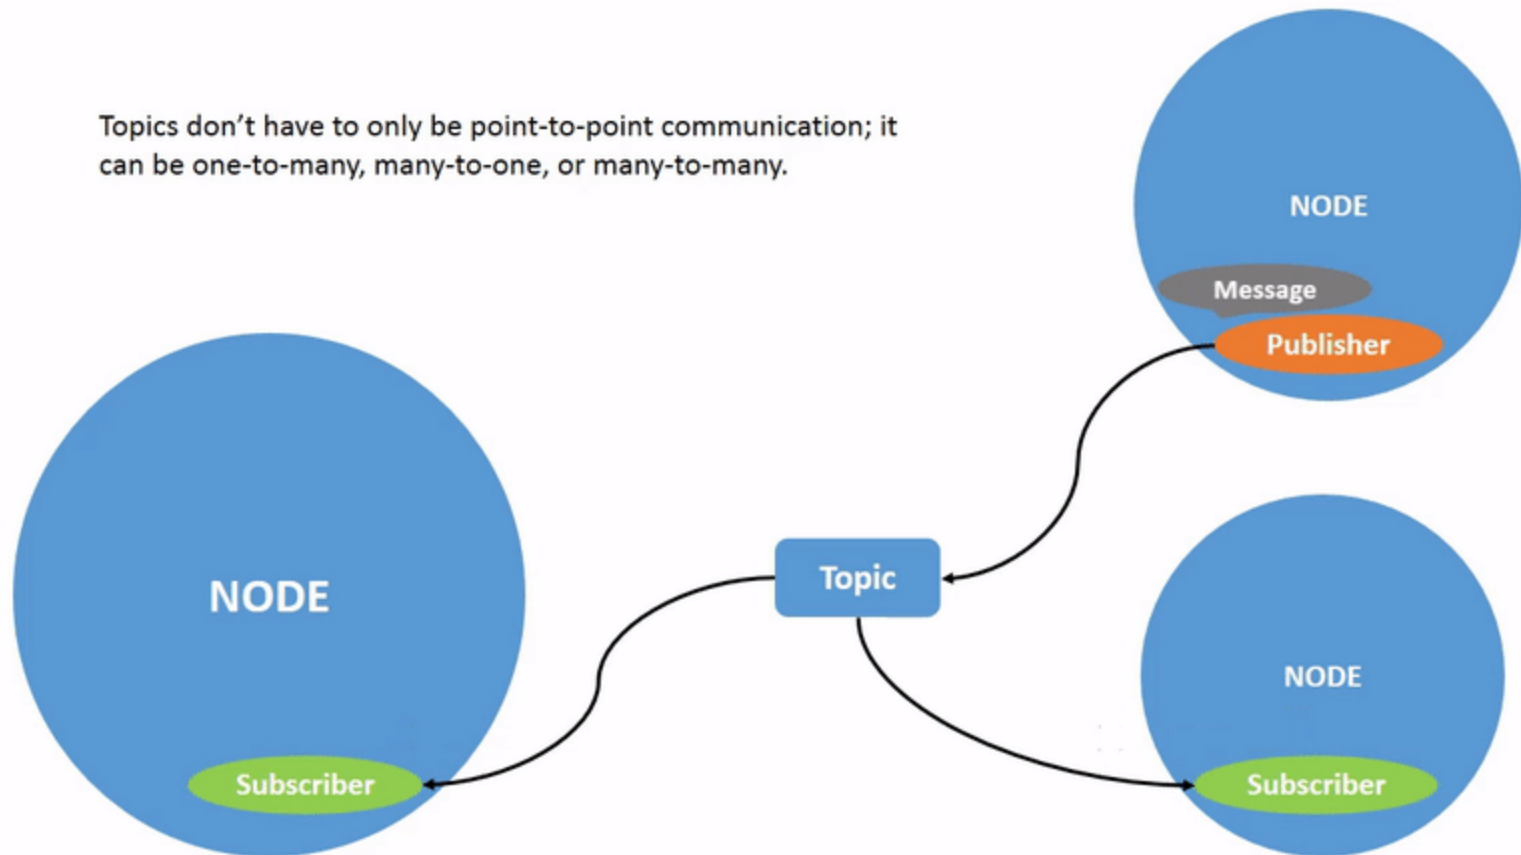 Topics don't have to only be point-to-point communication; it
can be one-to-many, many-to-one, or many-to-many.
NODE
Message
Publisher
Topic
NODE
NODE
Subscriber
Subscriber